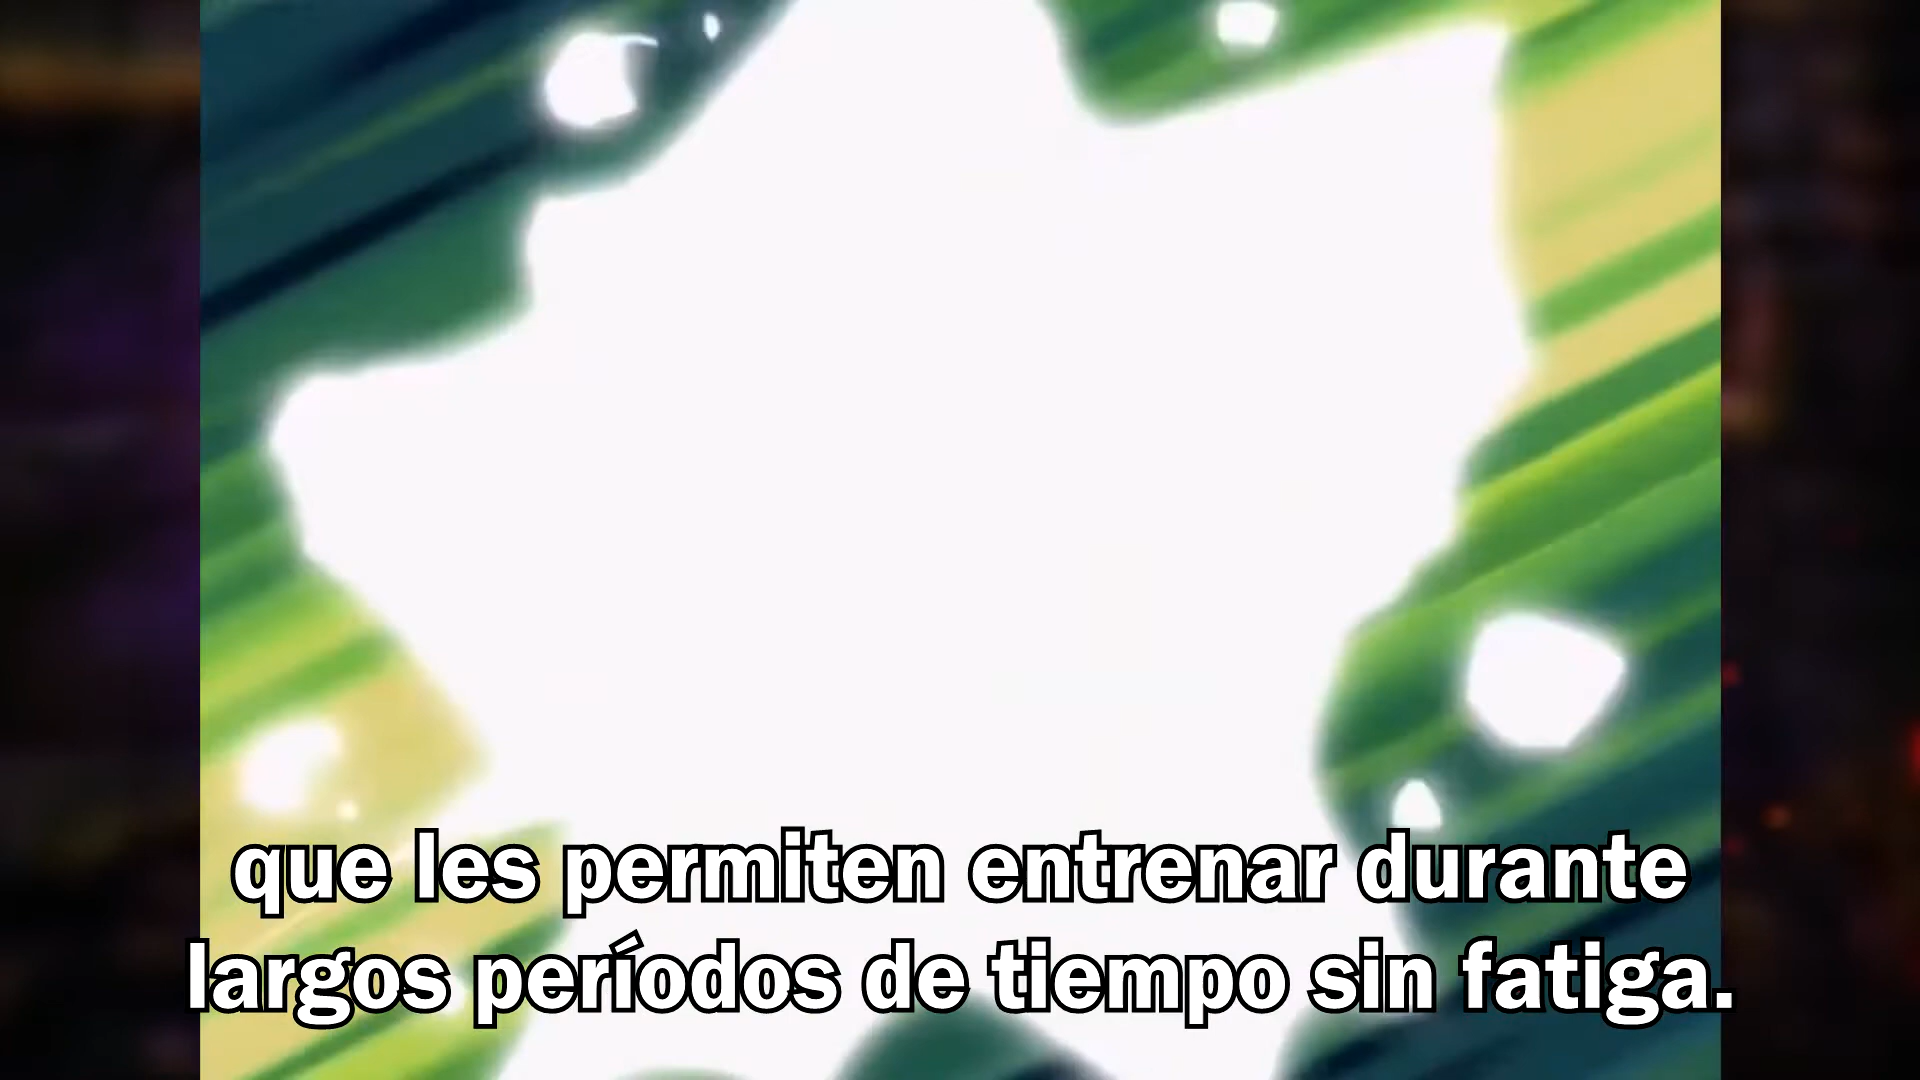 que les permiten entrenar durante
largos períodos de tiempo sin fatiga.